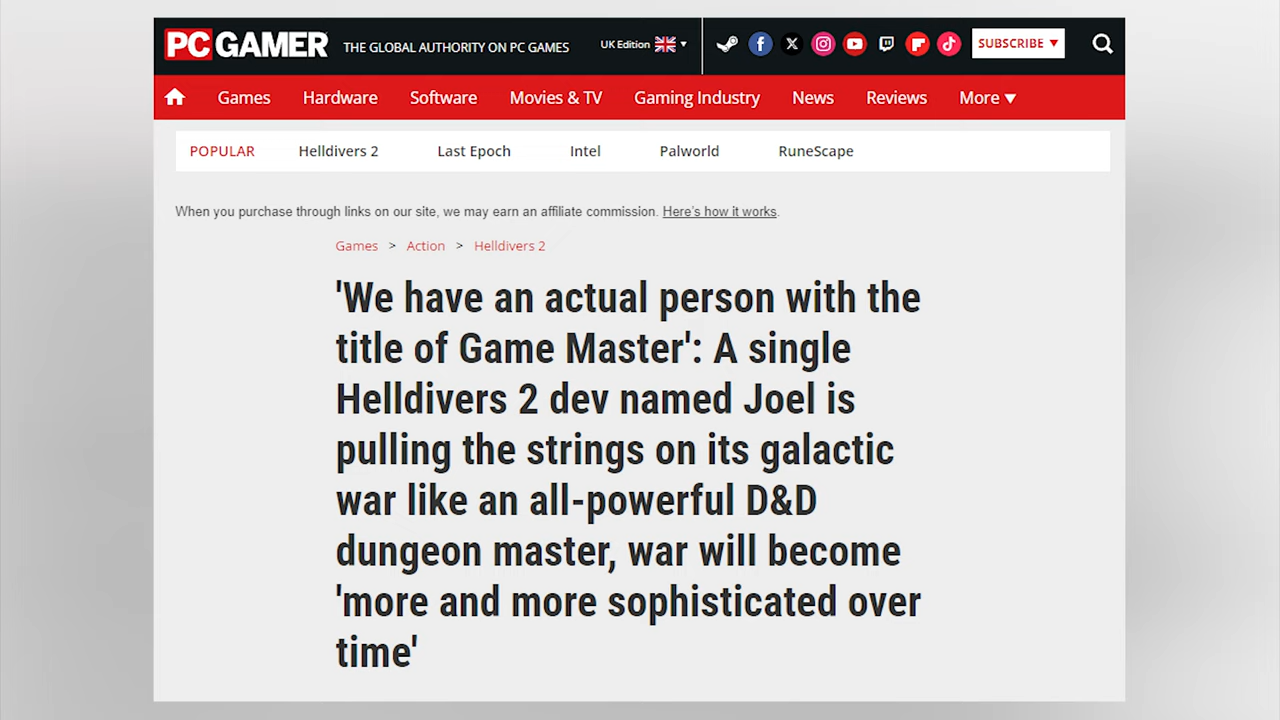 PC GAMER THE GLOBAL AUTHORITY ON PC GAMES UK Edition SUBSCRIBE
Games Hardware Software Movies & TV Gaming Industry News Reviews More
POPULAR Helldivers 2 Last Epoch Intel Palworld RuneScape
When you purchase through links on our site, we may earn an affiliate commission. Here's how it works.
Games > Action > Helldivers 2
'We have an actual person with the
title of Game Master': A single
Helldivers 2 dev named Joel is
pulling the strings on its galactic
war like an all-powerful D&D
dungeon master, war will become
'more and more sophisticated over
time'